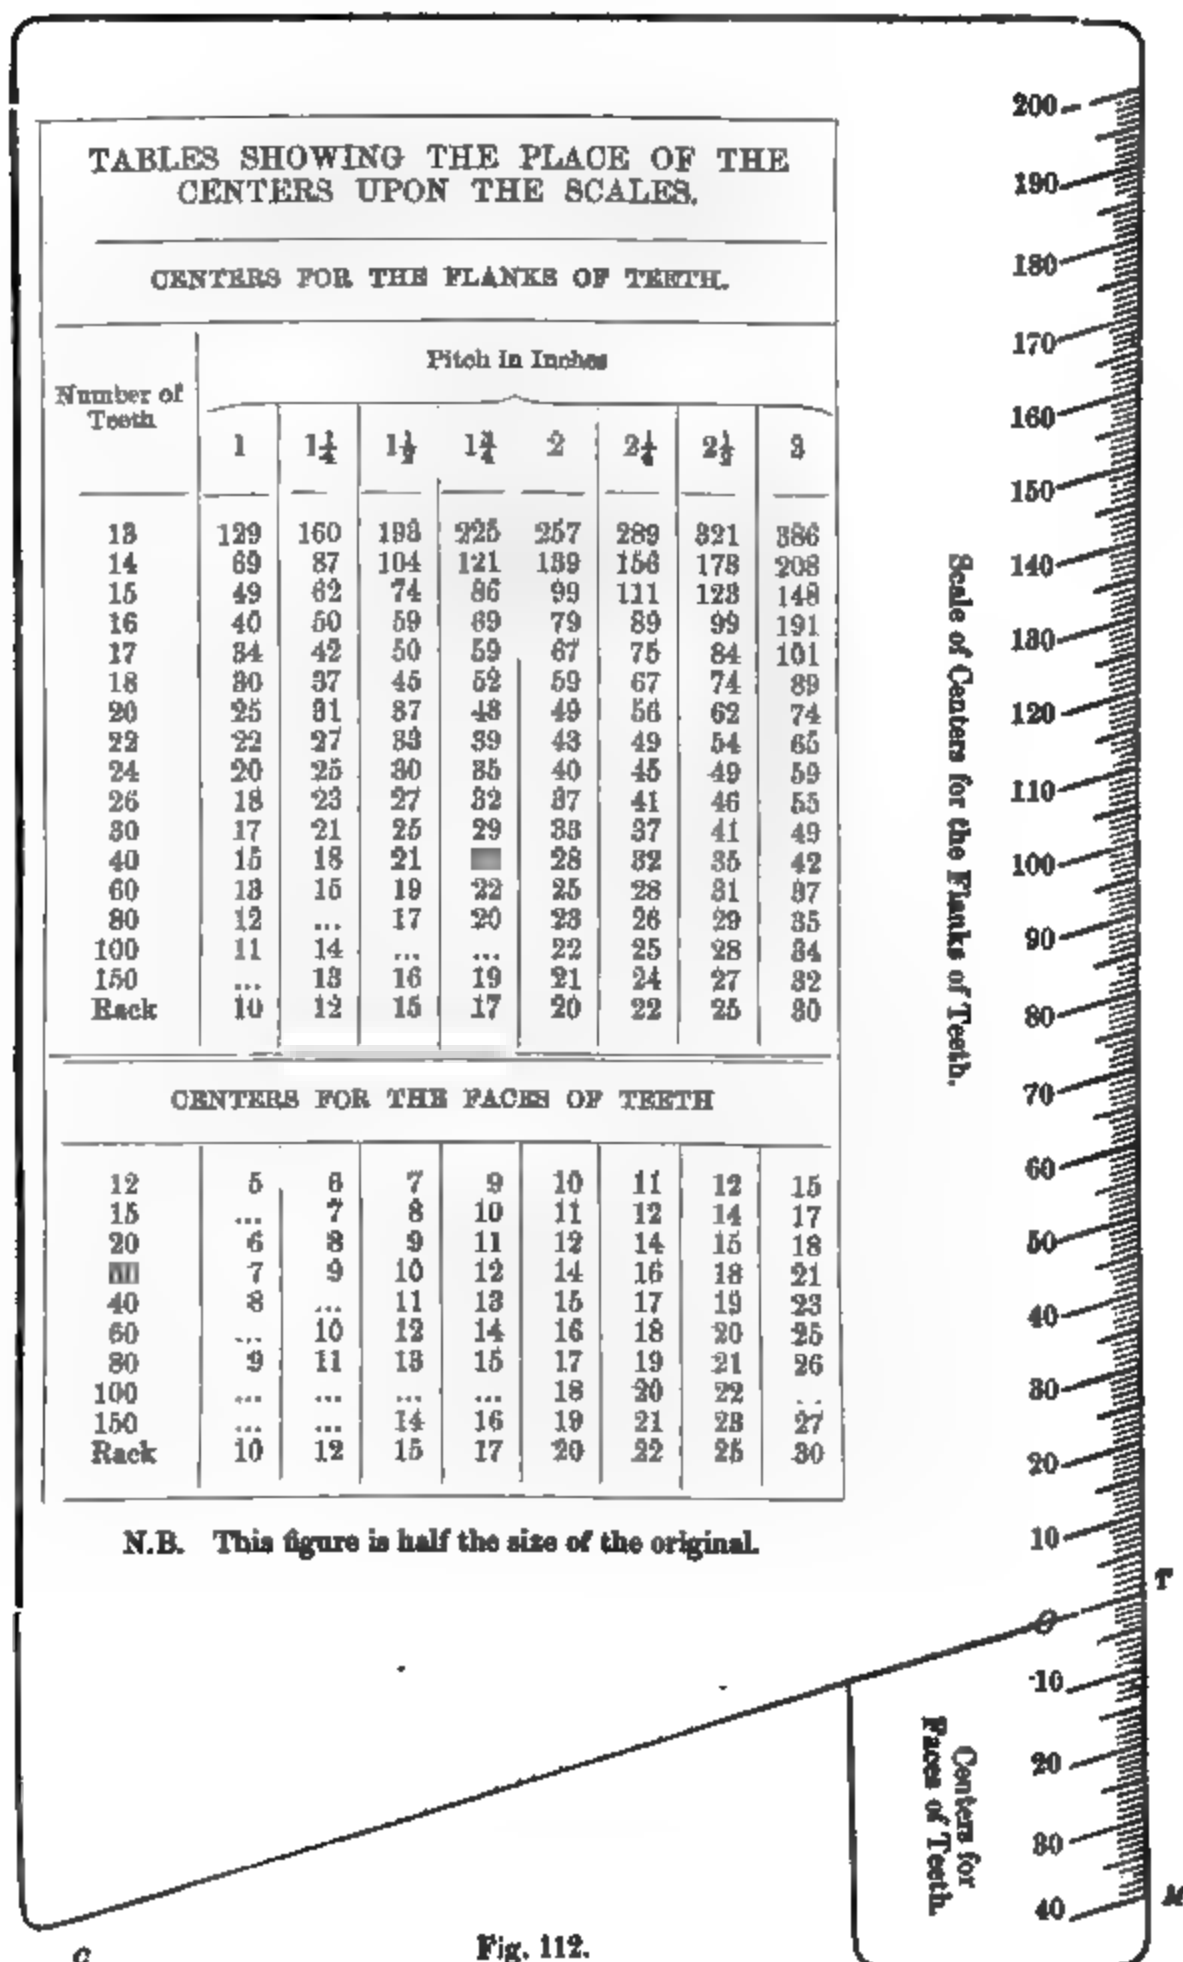 TABLES SHOWING THE PLACE OF THE
CENTERS UPON THE SCALES.
CENTERS FOR THE FLANKS OF TEETH.
Number of
Teeth
Pitch in Inches
1 1¼ 1½ 1¾ 2 2¼ 2½ 3
13 129 160 193 225 257 289 321 386
14 69 87 104 121 139 156 173 208
15 49 62 74 86 99 111 123 148
16 40 50 59 69 79 89 99 191
17 34 42 50 59 67 75 84 101
18 30 37 45 52 59 67 74 89
20 25 31 37 43 49 56 62 74
22 22 27 33 39 43 49 54 65
24 20 25 30 35 40 45 49 59
26 18 23 27 32 37 41 46 55
30 17 21 25 29 33 37 41 49
40 15 18 21 28 32 35 42
60 13 15 19 22 25 28 31 37
80 12 ... 17 20 23 26 29 35
100 11 14 ... ... 22 25 28 34
150 ... 13 16 19 21 24 27 32
Rack 10 12 15 17 20 22 25 30
CENTERS FOR THE FACES OF TEETH
12 5 6 7 9 10 11 12 15
15 ... 7 8 10 11 12 14 17
20 6 8 9 11 12 14 15 18
7 9 10 12 14 16 18 21
40 8 ... 11 13 15 17 19 23
60 ... 10 12 14 16 18 20 25
80 9 11 13 15 17 19 21 26
100 ... ... ... ... 18 20 22 ...
150 ... ... 14 16 19 21 23 27
Rack 10 12 15 17 20 22 25 30
N.B. This figure is half the size of the original.
200
190
180
170
160
150
140
130
120
110
100
90
80
70
60
50
40
30
20
10
T
0
10
20
30
40
M
Scale of Centers for the Flanks of Teeth.
Centers for
Faces of Teeth.
C
Fig. 112.